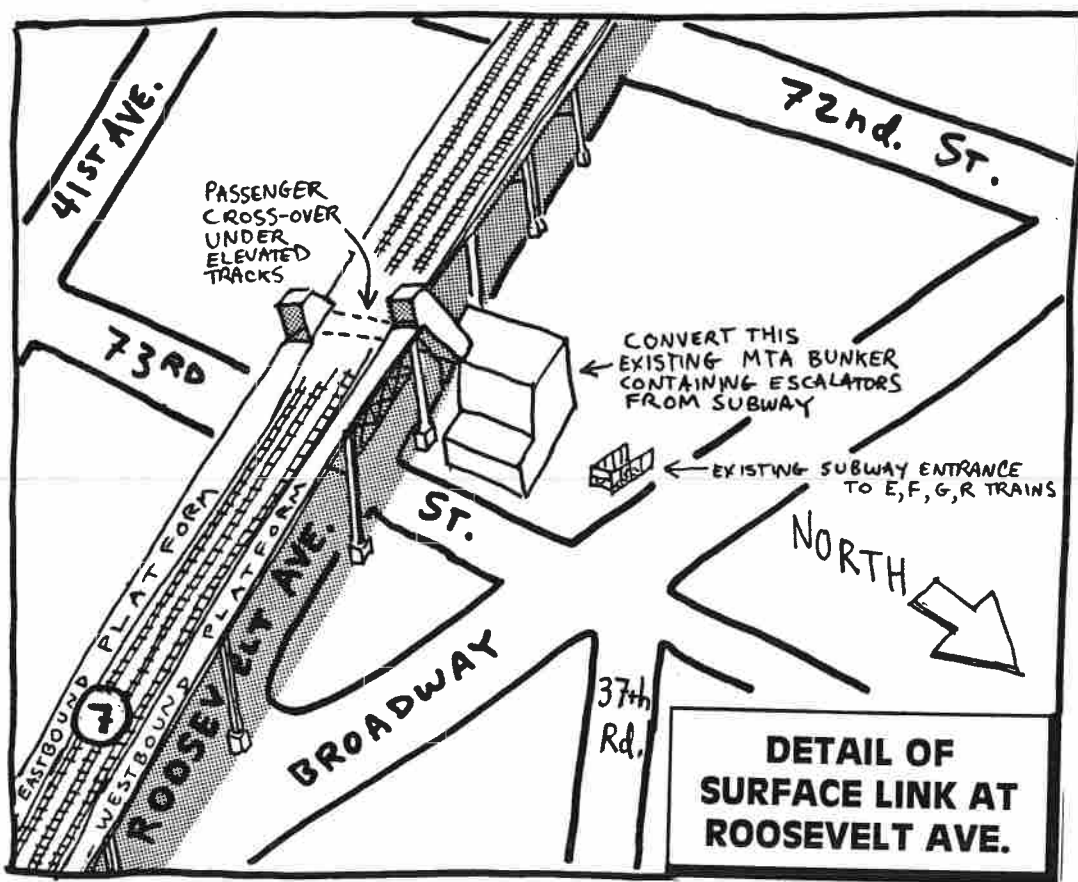 41ST AVE.
72nd. ST.
PASSENGER
CROSS-OVER
UNDER
ELEVATED
TRACKS
73RD
ST.
CONVERT THIS
EXISTING MTA BUNKER
CONTAINING ESCALATORS
FROM SUBWAY
EXISTING SUBWAY ENTRANCE
TO E, F, G, R TRAINS
NORTH
EASTBOUND PLATFORM
7
WESTBOUND PLATFORM
ROOSEVELT AVE.
BROADWAY
37th
Rd.
DETAIL OF
SURFACE LINK AT
ROOSEVELT AVE.